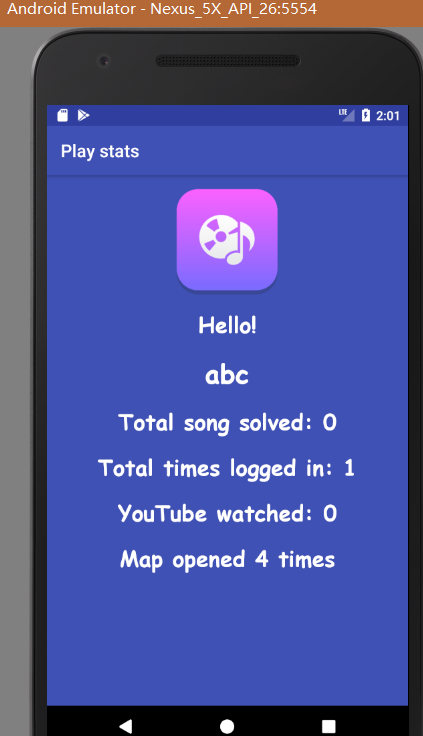 Android Emulator - Nexus_5X_API_26:5554
LTE 2:01
Play stats
Hello!
abc
Total song solved: 0
Total times logged in: 1
YouTube watched: 0
Map opened 4 times